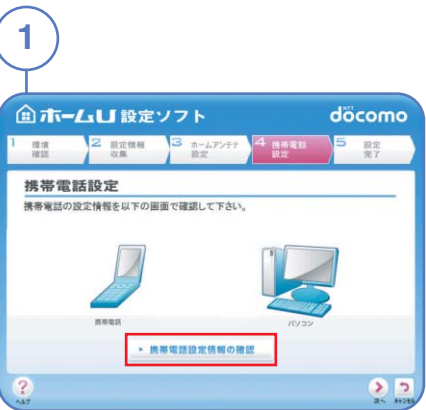 1
ホームU 設定ソフト
NTT
döcomo
1 環境
確認
2 設定情報
収集
3 ホームアンテナ
設定
4 携帯電話
設定
5 設定
完了
携帯電話設定
携帯電話の設定情報を以下の画面で確認して下さい。
携帯電話
パソコン
携帯電話設定情報の確認
?
ヘルプ
次へ
キャンセル